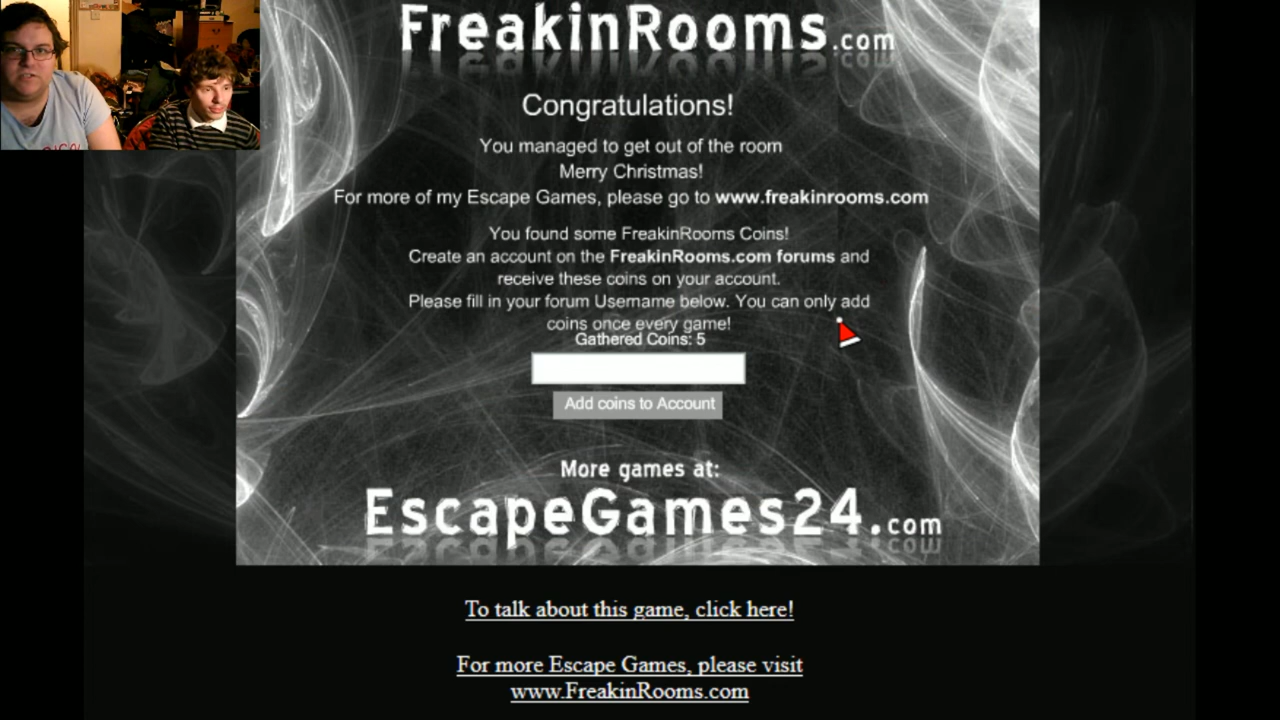 FreakinRooms.com
Congratulations!
You managed to get out of the room
Merry Christmas!
For more of my Escape Games, please go to www.freakinrooms.com
You found some FreakinRooms Coins!
Create an account on the FreakinRooms.com forums and
receive these coins on your account.
Please fill in your forum Username below. You can only add
coins once every game!
Gathered Coins: 5
Add coins to Account
More games at:
EscapeGames24.com
To talk about this game, click here!
For more Escape Games, please visit
www.FreakinRooms.com